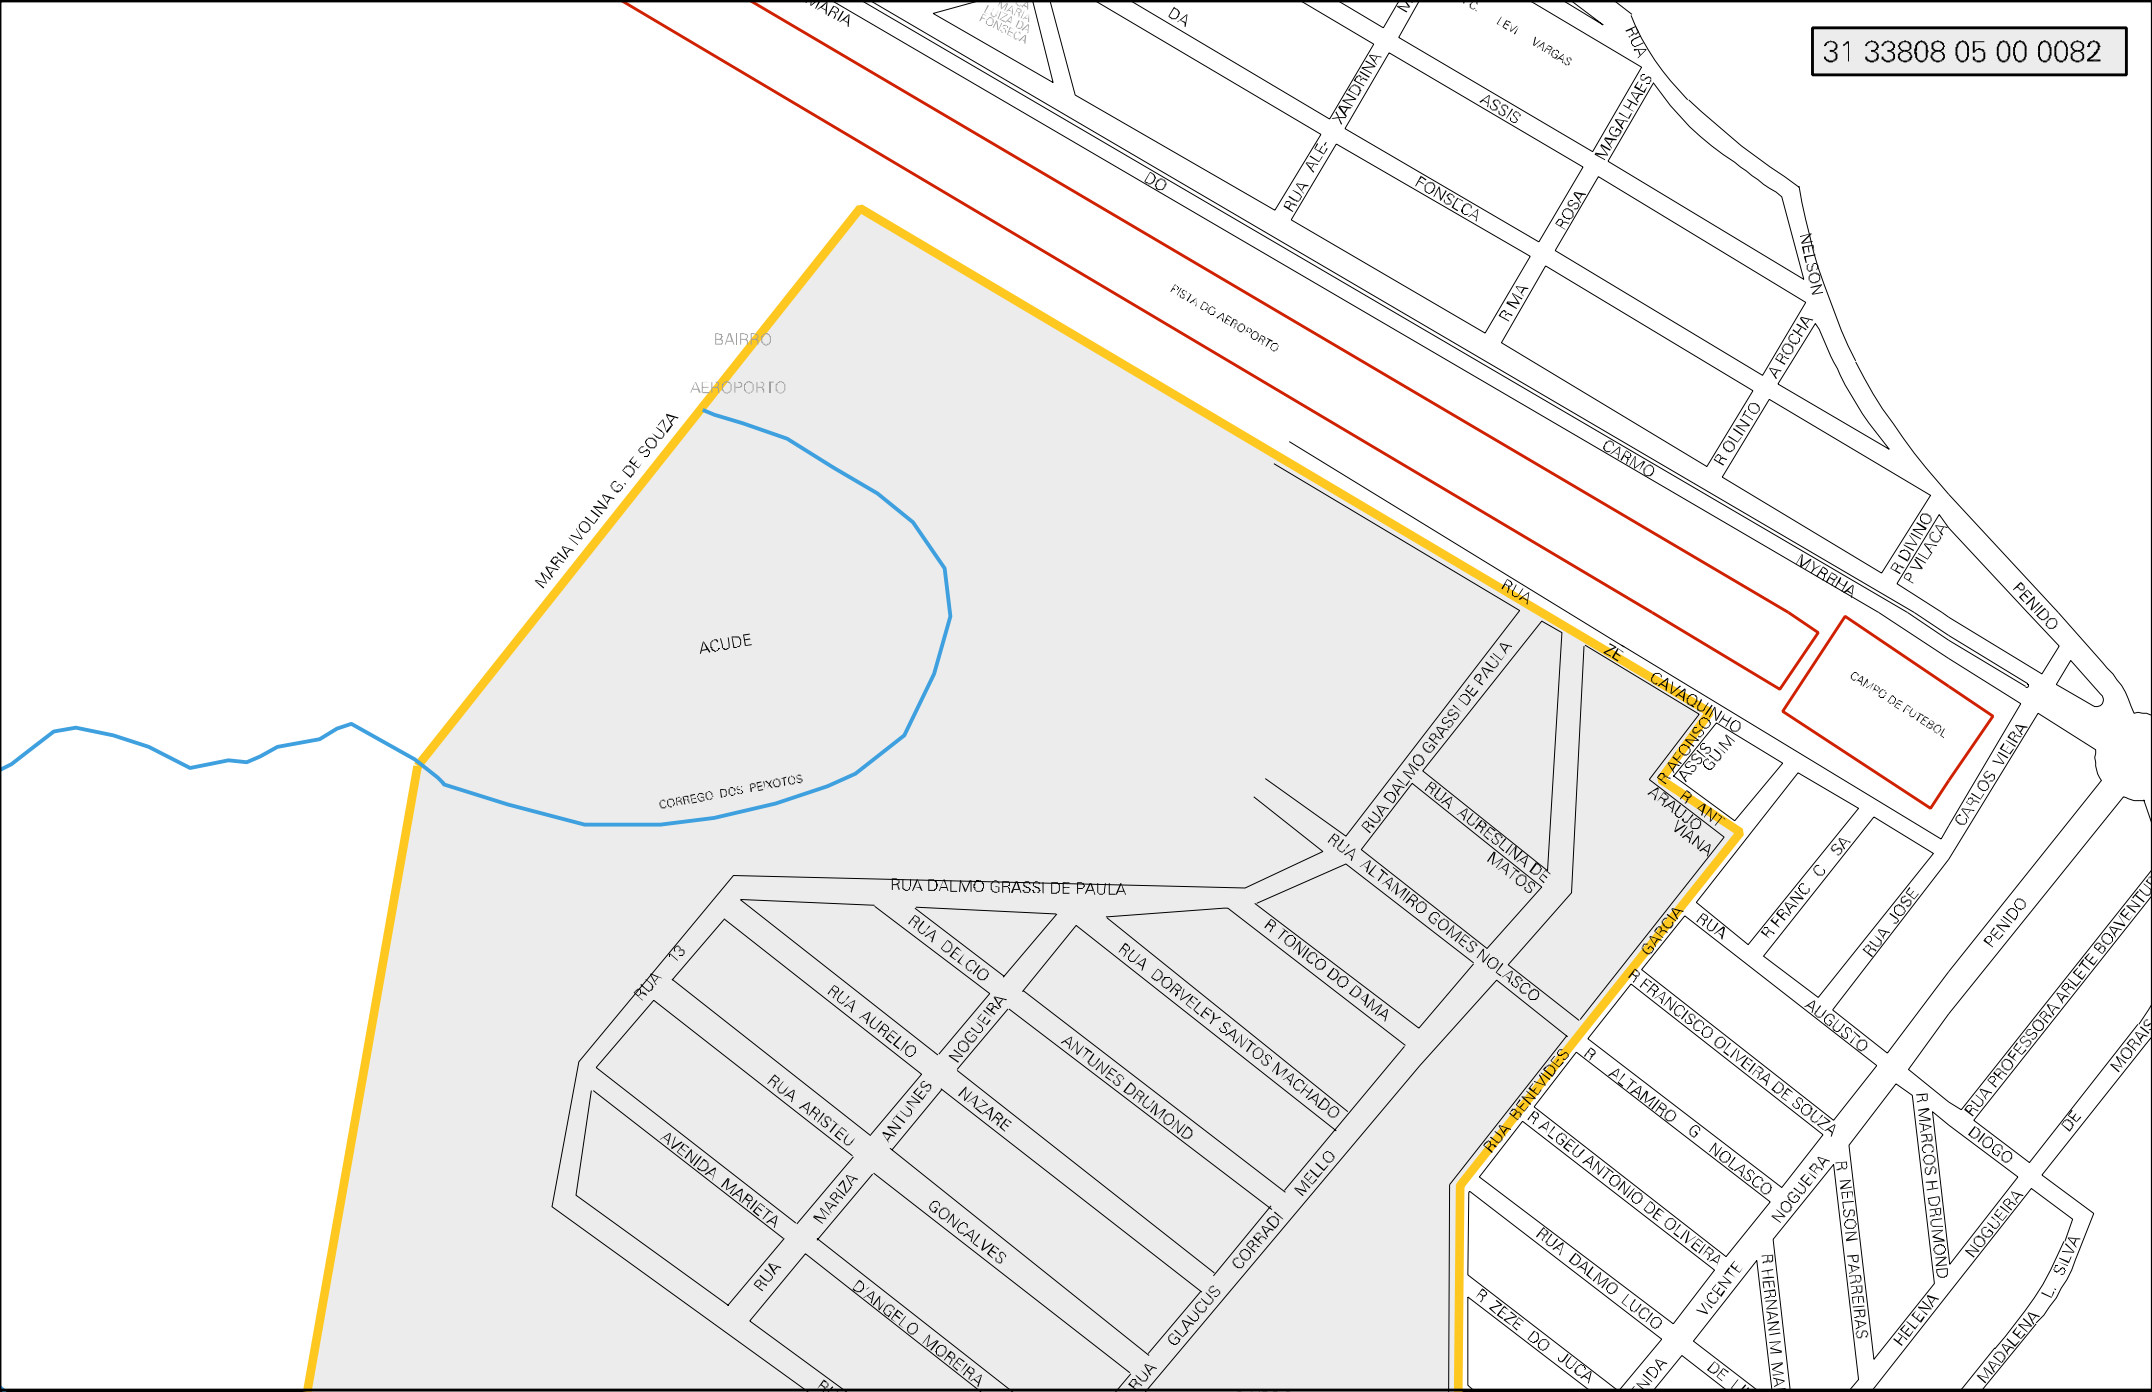 31 33808 05 00 0082
MARIA
MARIA
LUIZA DA
FONSECA
DA
LEVI VARGAS
RUA
XANDRINA
ASSIS
MAGALHAES
RUA ALE-
DO
FONSECA
ROSA
NELSON
R MA
PISTA DO AEROPORTO
A ROCHA
BAIRRO
AEROPORTO
MARIA IVOLINA G. DE SOUZA
CARMO
R OLINTO
R DIVINO
P VILACA
MYRRHA
PENIDO
RUA
ZE
CAVAQUINHO
ACUDE
CORREGO DOS PEIXOTOS
RUA DALMO GRASSI DE PAULA
CAMPO DE FUTEBOL
R AFONSO
ASSIS
GUIM
R ANT
ARAUJO
VIANA
CARLOS VIEIRA
RUA AURESLINA DE
MATOS
RUA ALTAMIRO GOMES NOLASCO
RUA DALMO GRASSI DE PAULA
RUA DELCIO
R TONICO DO DAMA
GARCIA
RUA
R FRANC C SA
RUA JOSE
PENIDO
RUA PROFESSORA ARLETE BOAVENTU
RUA 13
RUA AURELIO
NOGUEIRA
RUA DORVELEY SANTOS MACHADO
R FRANCISCO OLIVEIRA DE SOUZA
AUGUSTO
DE MORAIS
ANTUNES DRUMOND
RUA BENEVIDES
R ALTAMIRO G NOLASCO
RUA ARISTEU
ANTUNES
NAZARE
R ALGEU ANTONIO DE OLIVEIRA
R MARCOS H DRUMOND
DIOGO
AVENIDA MARIETA
MARIZA
MELLO
NOGUEIRA
R NELSON PARREIRAS
NOGUEIRA
GONCALVES
CORRADI
RUA DALMO LUCIO
RUA
D'ANGELO MOREIRA
GLAUCUS
RUA
R ZEZE DO JUCA
VICENTE
R HERNANI M MA
HELENA
MADALENA L. SILVA
NIDA